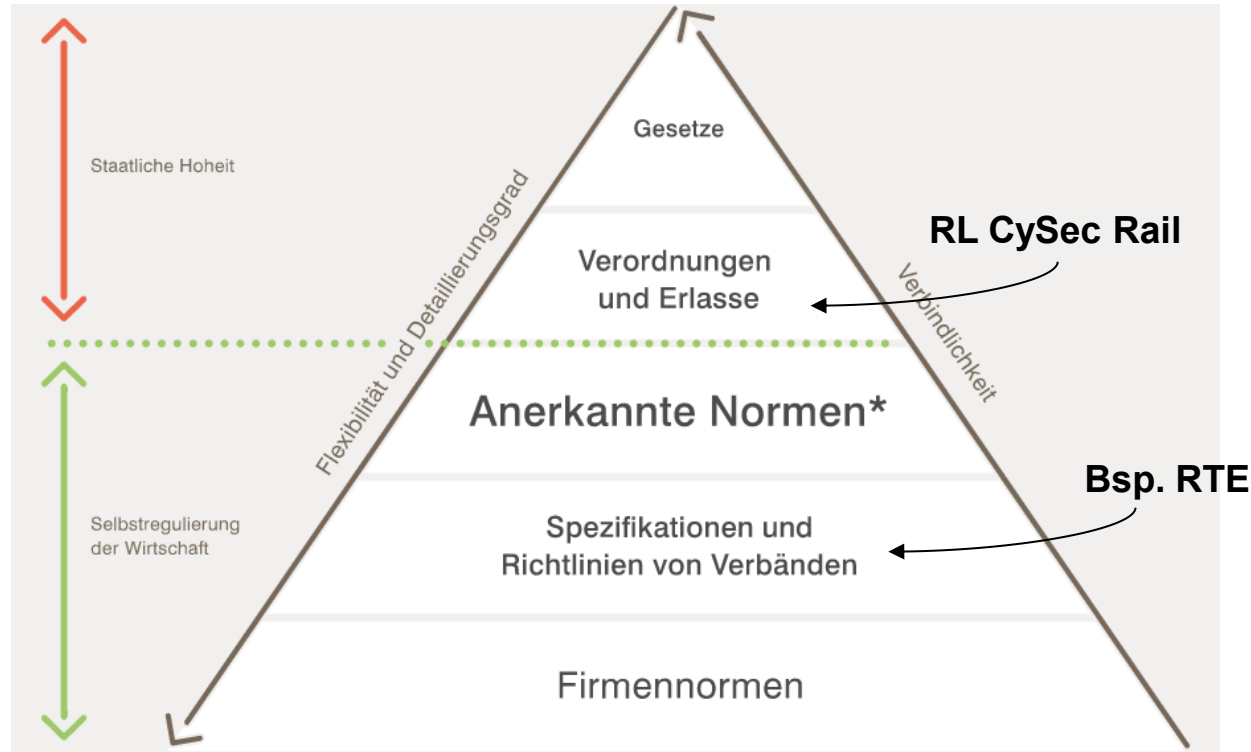 Gesetze
Staatliche Hoheit
Flexibilität und Detaillierungsgrad
RL CySec Rail
Verordnungen
und Erlasse
Verbindlichkeit
Anerkannte Normen*
Bsp. RTE
Selbstregulierung
der Wirtschaft
Spezifikationen und
Richtlinien von Verbänden
Firmennormen